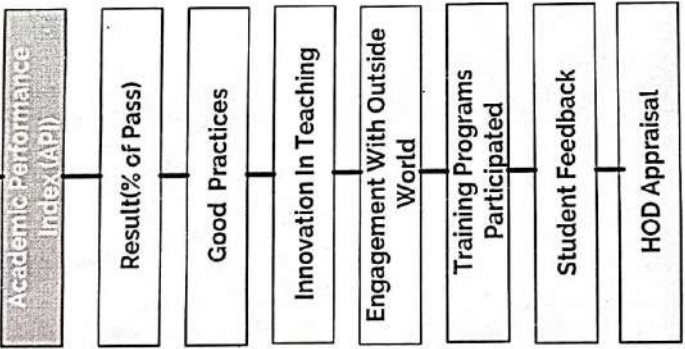 Academic Performance
Index (API)
Result(% of Pass)
Good Practices
Innovation In Teaching
Engagement With Outside
World
Training Programs
Participated
Student Feedback
HOD Appraisal